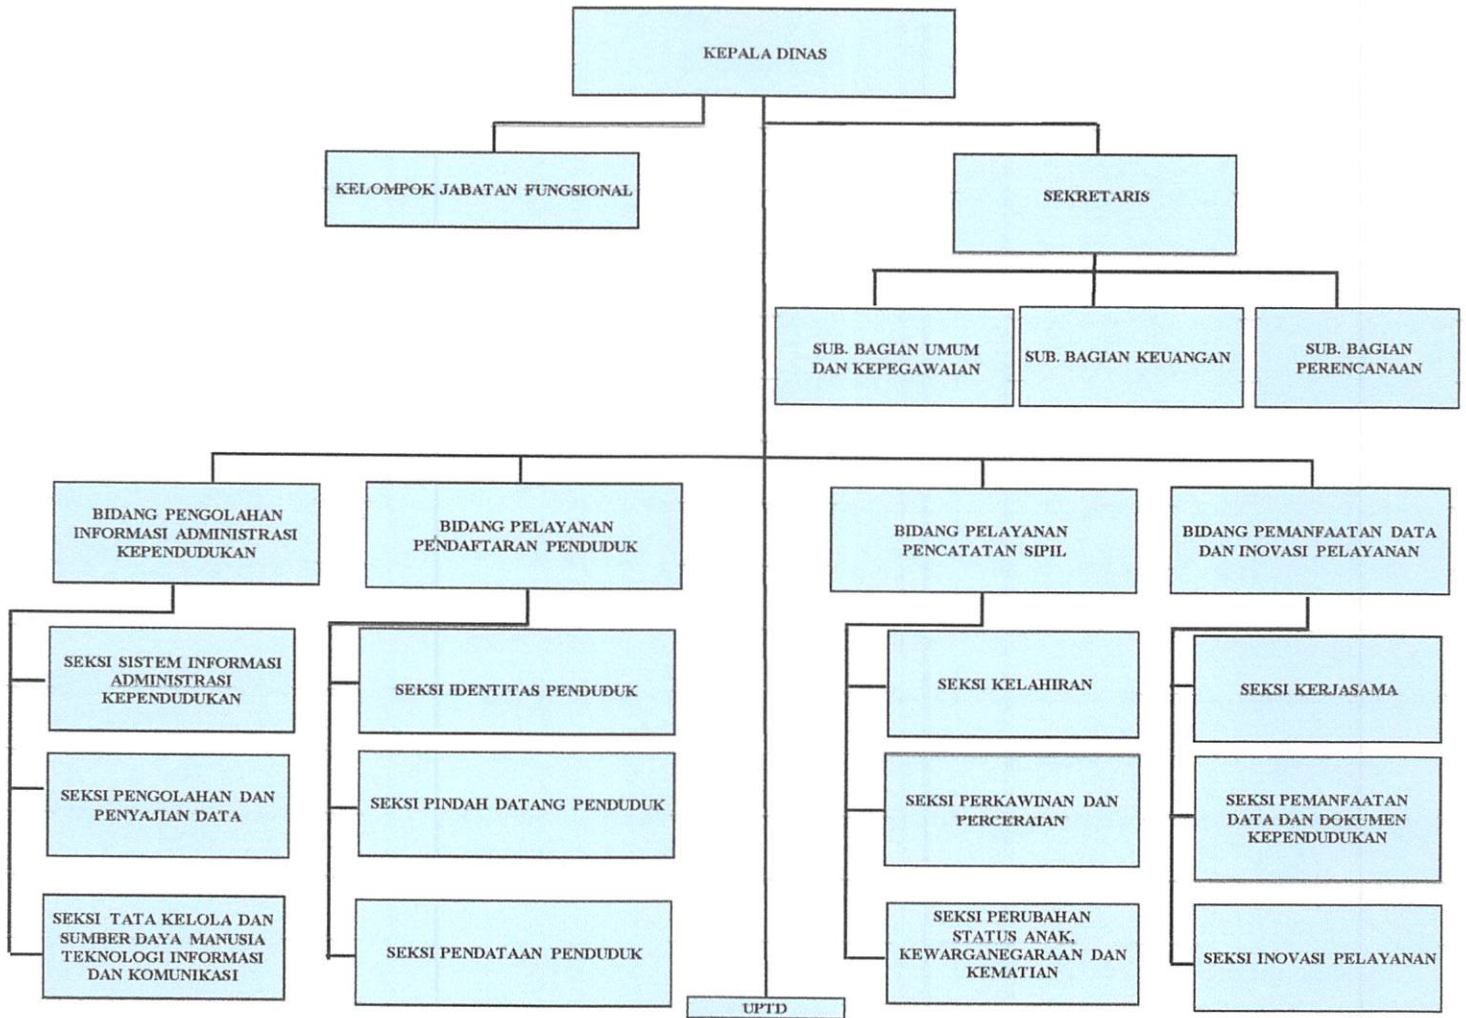 KEPALA DINAS
KELOMPOK JABATAN FUNGSIONAL
SEKRETARIS
SUB. BAGIAN UMUM
DAN KEPEGAWAIAN
SUB. BAGIAN KEUANGAN
SUB. BAGIAN
PERENCANAAN
BIDANG PENGOLAHAN
INFORMASI ADMINISTRASI
KEPENDUDUKAN
BIDANG PELAYANAN
PENDAFTARAN PENDUDUK
BIDANG PELAYANAN
PENCATATAN SIPIL
BIDANG PEMANFAATAN DATA
DAN INOVASI PELAYANAN
SEKSI SISTEM INFORMASI
ADMINISTRASI
KEPENDUDUKAN
SEKSI IDENTITAS PENDUDUK
SEKSI KELAHIRAN
SEKSI KERJASAMA
SEKSI PENGOLAHAN DAN
PENYAJIAN DATA
SEKSI PINDAH DATANG PENDUDUK
SEKSI PERKAWINAN DAN
PERCERAIAN
SEKSI PEMANFAATAN
DATA DAN DOKUMEN
KEPENDUDUKAN
SEKSI TATA KELOLA DAN
SUMBER DAYA MANUSIA
TEKNOLOGI INFORMASI
DAN KOMUNIKASI
SEKSI PENDATAAN PENDUDUK
SEKSI PERUBAHAN
STATUS ANAK,
KEWARGANEGARAAN DAN
KEMATIAN
SEKSI INOVASI PELAYANAN
UPTD